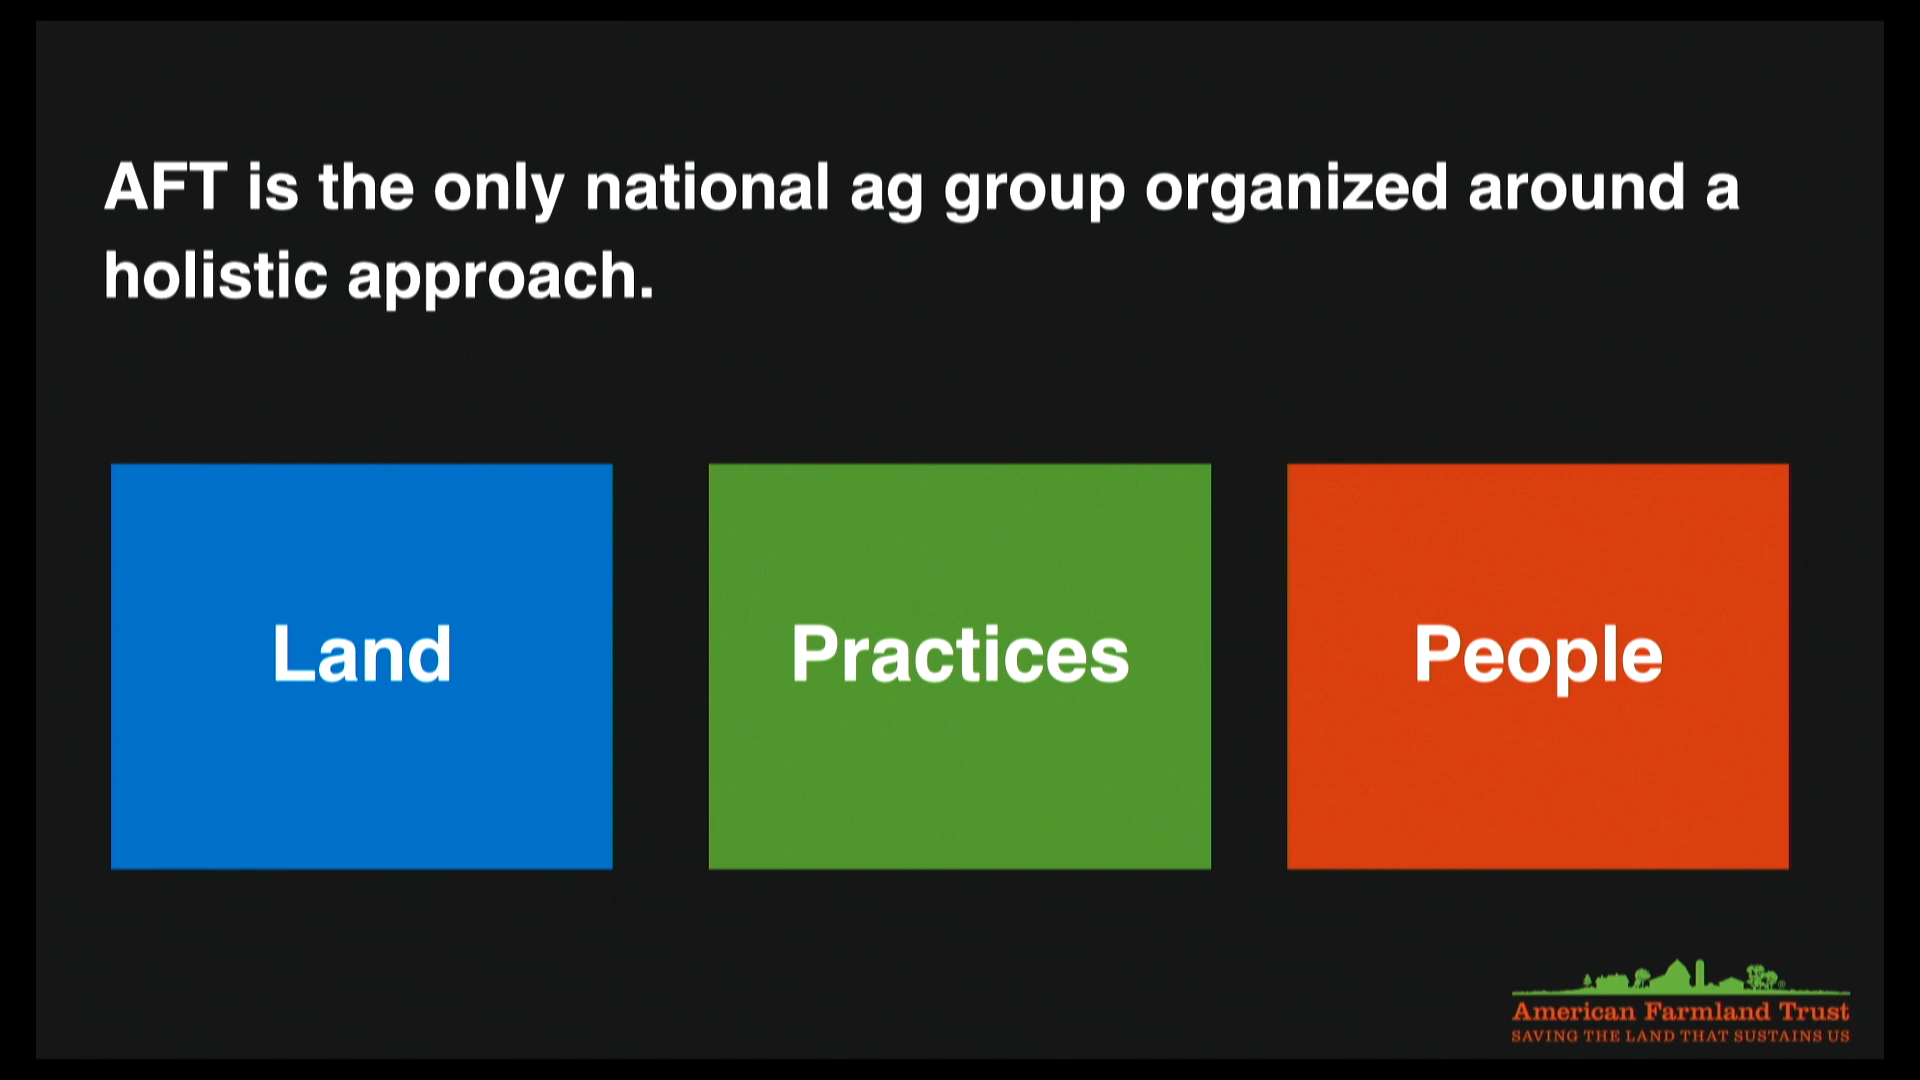 AFT is the only national ag group organized around a
holistic approach.
Land
Practices
People
American Farmland Trust
SAVING THE LAND THAT SUSTAINS US